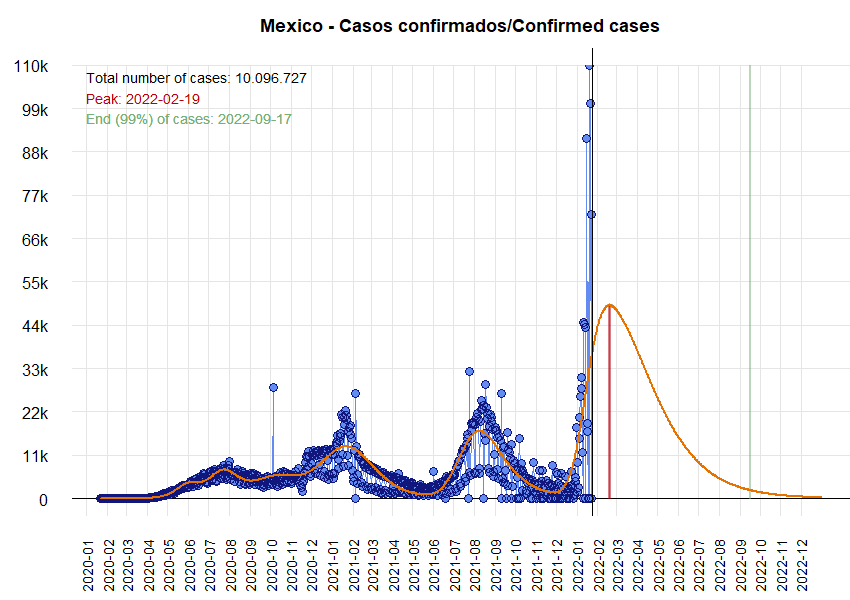 Mexico - Casos confirmados/Confirmed cases
110k
Total number of cases: 10.096.727
Peak: 2022-02-19
99k
End (99%) of cases: 2022-09-17
88k
77k
66k
55k
44k
33k
22k
11k
0
2020-01
2020-02
2020-03
2020-04
2020-05
2020-06
2020-07
2020-08
2020-09
2020-10
2020-11
2020-12
2021-01
2021-02
2021-03
2021-04
2021-05
2021-06
2021-07
2021-08
2021-09
2021-10
2021-11
2021-12
2022-01
2022-02
2022-03
2022-04
2022-05
2022-06
2022-07
2022-08
2022-09
2022-10
2022-11
2022-12